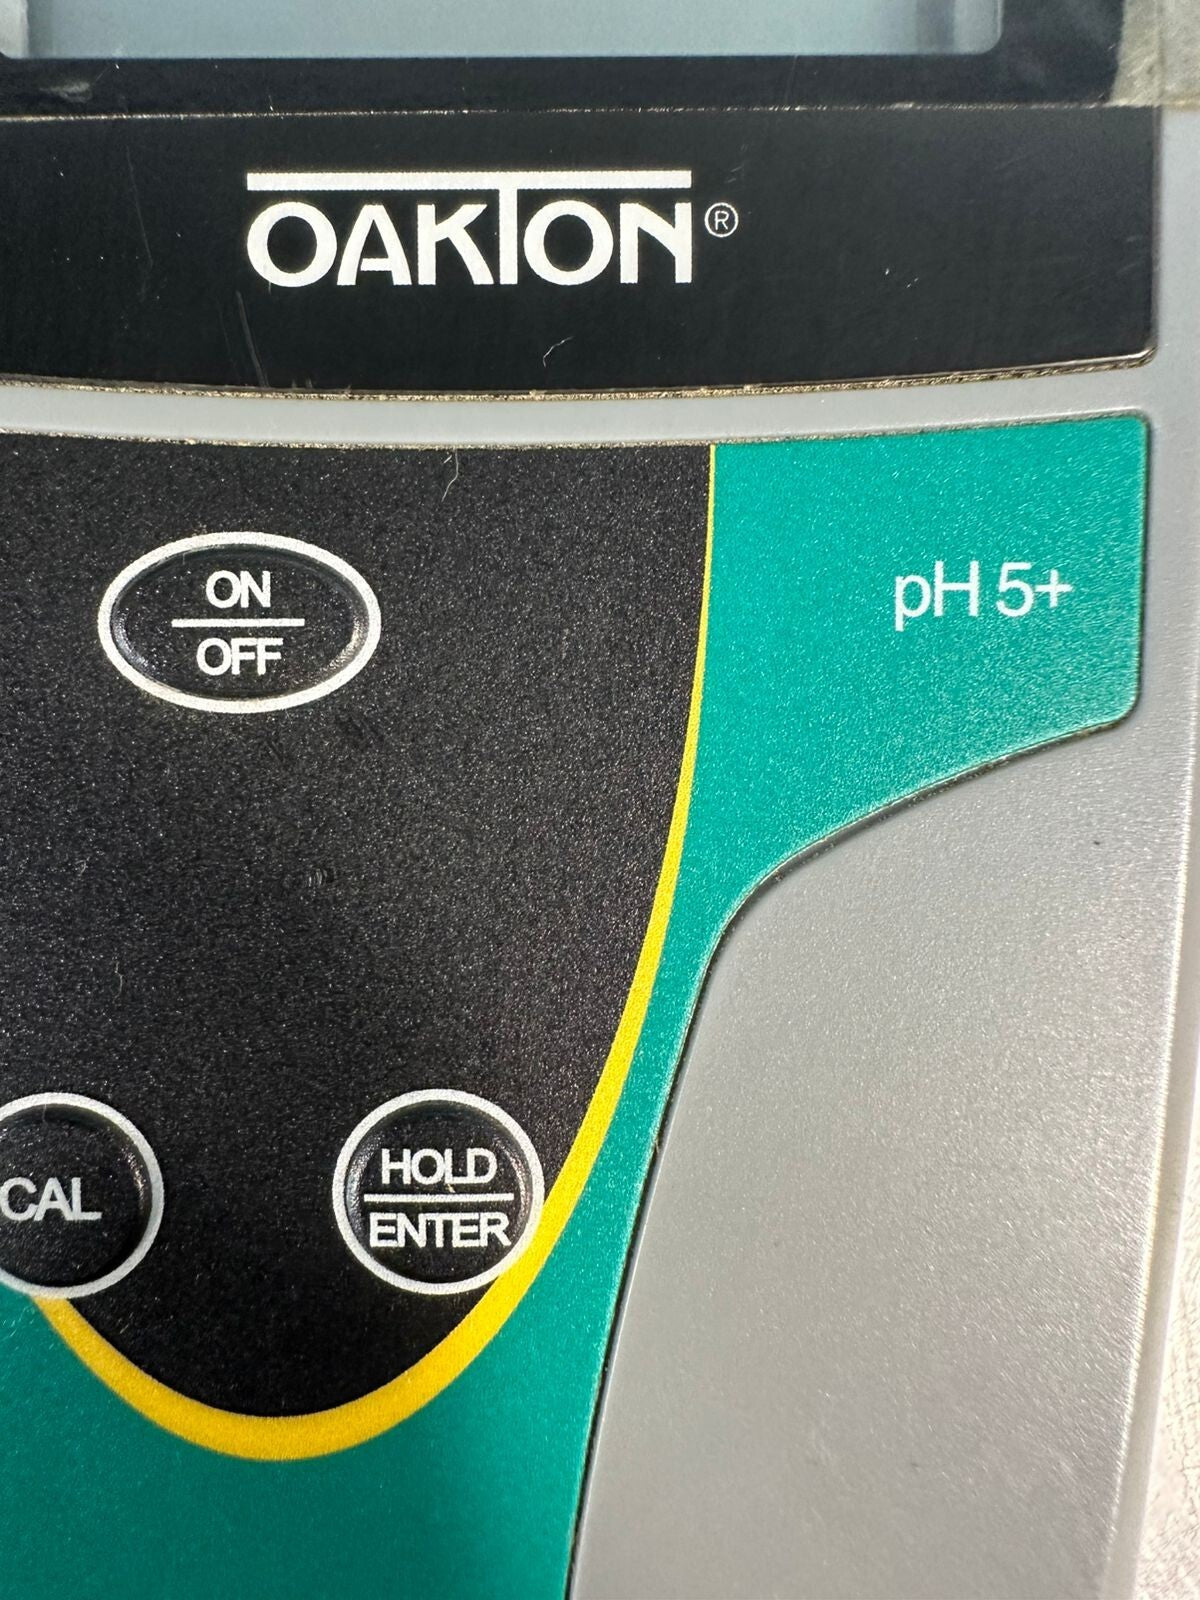 OAKTON®
pH 5+
ON
OFF
CAL
HOLD
ENTER